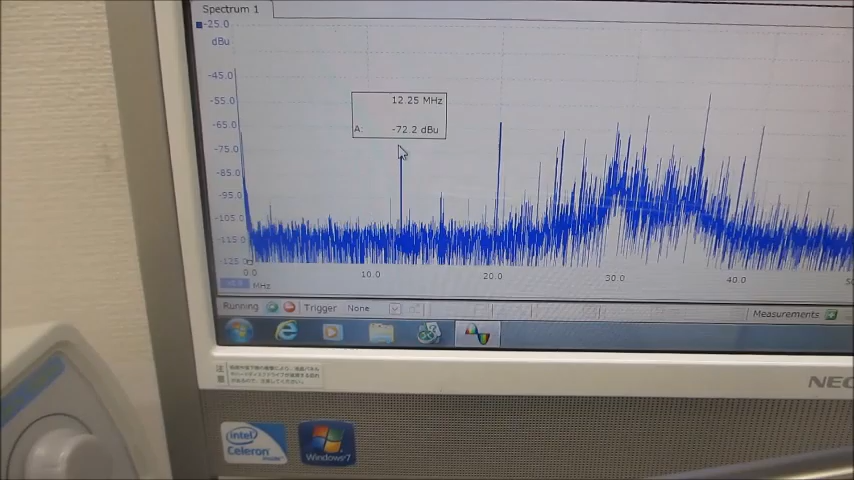 Spectrum 1
-25.0
dBu
-45.0
-55.0
-65.0
-75.0
-85.0
-95.0
-105.0
-115.0
-125.0
12.25 MHz
A: -72.2 dBu
0.0 10.0 20.0 30.0 40.0
MHz
Running Trigger None Measurements
NEC
intel
Celeron
Windows 7